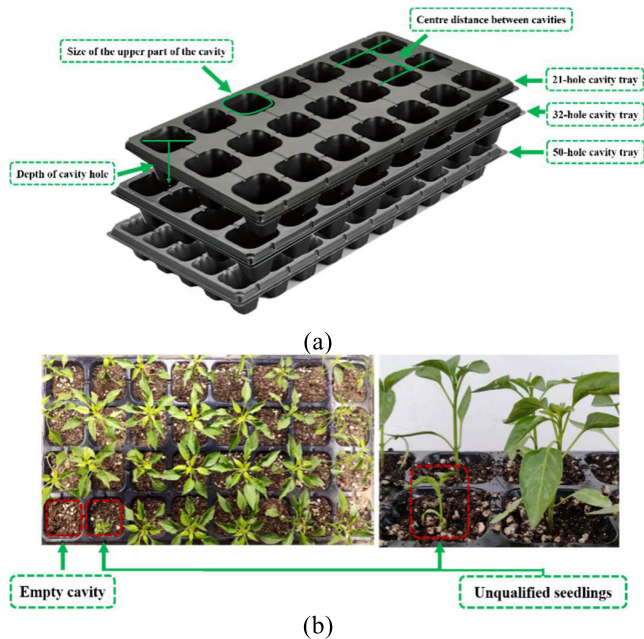 Centre distance between cavities
Size of the upper part of the cavity
21-hole cavity tray
32-hole cavity tray
50-hole cavity tray
Depth of cavity hole
(a)
Empty cavity
Unqualified seedlings
(b)